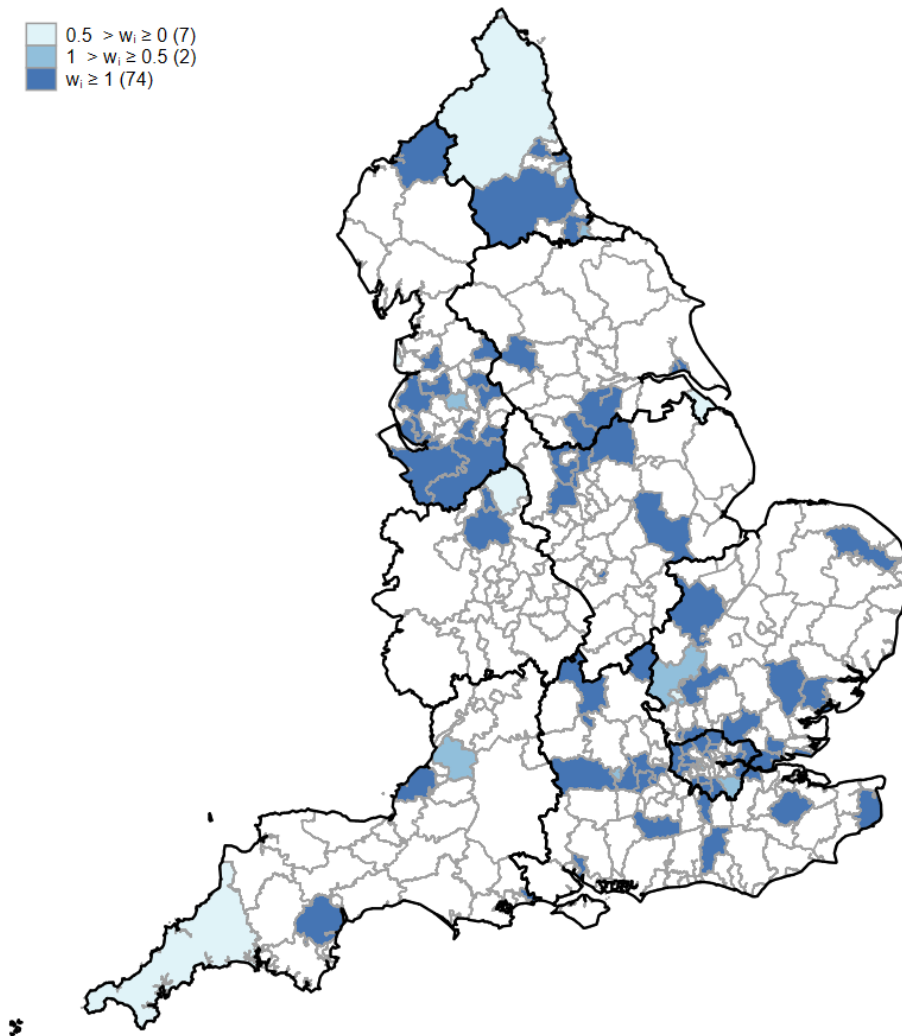 0.5 > wᵢ ≥ 0 (7)
1 > wᵢ ≥ 0.5 (2)
wᵢ ≥ 1 (74)